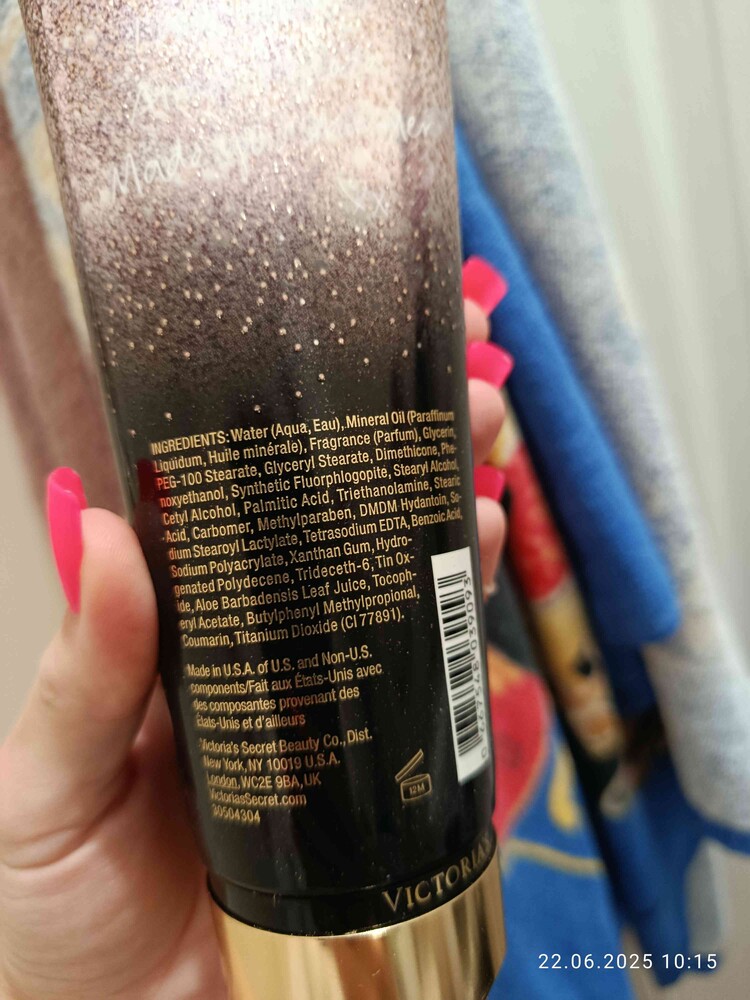 Made
INGREDIENTS: Water (Aqua, Eau), Mineral Oil (Paraffinum
Liquidum, Huile minérale), Fragrance (Parfum), Glycerin,
PEG-100 Stearate, Glyceryl Stearate, Dimethicone, Phe-
noxyethanol, Synthetic Fluorphlogopite, Stearyl Alcohol,
Cetyl Alcohol, Palmitic Acid, Triethanolamine, Stearic
Acid, Carbomer, Methylparaben, DMDM Hydantoin, So-
dium Stearoyl Lactylate, Tetrasodium EDTA, Benzoic Acid,
Sodium Polyacrylate, Xanthan Gum, Hydro-
genated Polydecene, Trideceth-6, Tin Ox-
ide, Aloe Barbadensis Leaf Juice, Tocoph-
eryl Acetate, Butylphenyl Methylpropional,
Coumarin, Titanium Dioxide (CI 77891).
Made in U.S.A. of U.S. and Non-U.S.
components/Fait aux États-Unis avec
des composantes provenant des
États-Unis et d'ailleurs
Victoria's Secret Beauty Co., Dist.
New York, NY 10019 U.S.A.
London, WC2E 9BA, UK
VictoriasSecret.com
30504304
12M
VICTORIA'S
22.06.2025 10:15